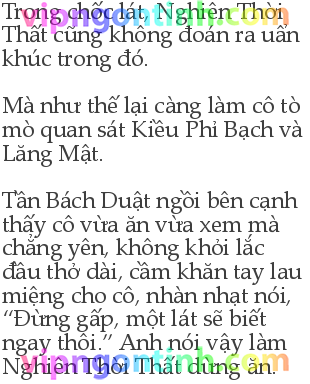 Trong chốc lát, Nghiên Thời
Thất cũng không đoán ra uẩn
khúc trong đó.
Mà như thế lại càng làm cô tò
mò quan sát Kiều Phỉ Bạch và
Lăng Mật.
Tần Bách Duật ngồi bên cạnh
thấy cô vừa ăn vừa xem mà
chẳng yên, không khỏi lắc
đầu thở dài, cầm khăn tay lau
miệng cho cô, nhàn nhạt nói,
“Đừng gấp, một lát sẽ biết
ngay thôi.” Anh nói vậy làm
Nghiên Thời Thất dừng ăn.
vipngontinh.com
vipngontinh.com